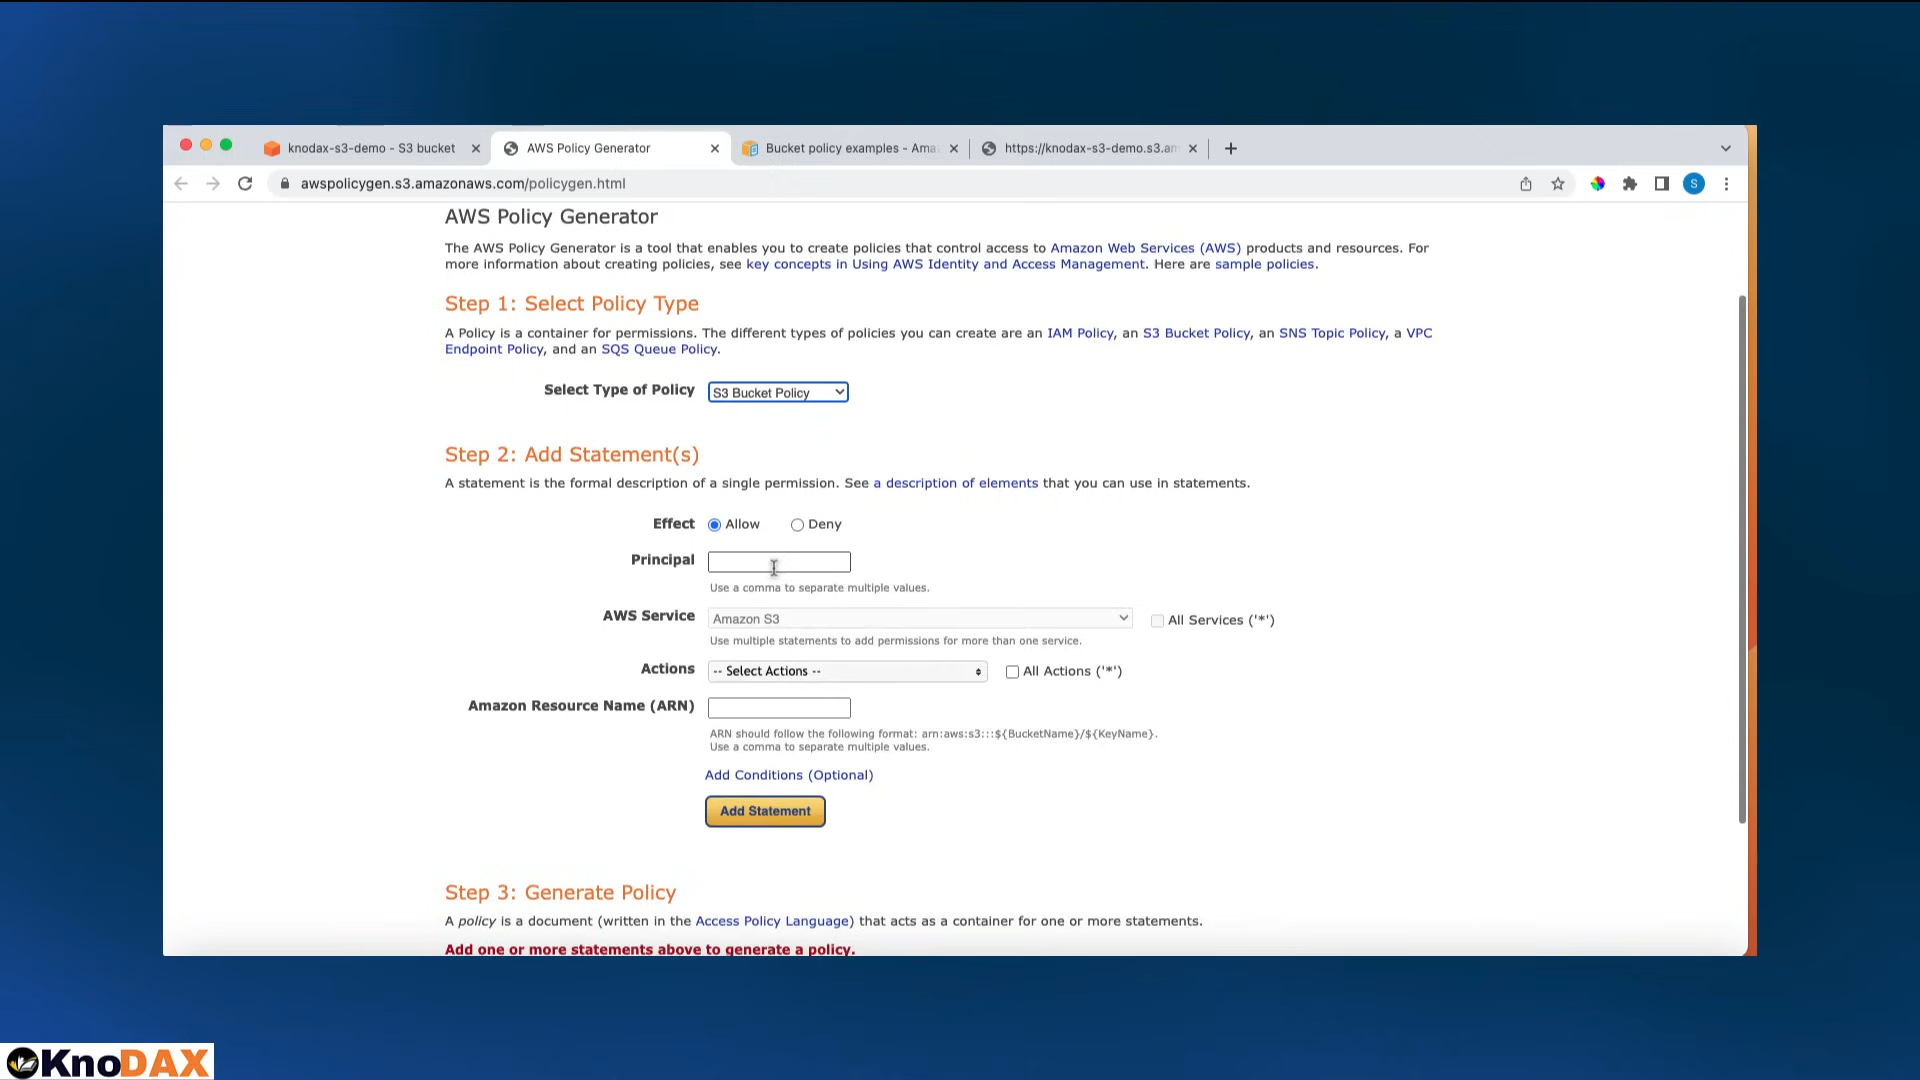 knodax-s3-demo - S3 bucket
AWS Policy Generator
Bucket policy examples - Ama
https://knodax-s3-demo.s3.am
awspolicygen.s3.amazonaws.com/policygen.html
S
AWS Policy Generator
The AWS Policy Generator is a tool that enables you to create policies that control access to Amazon Web Services (AWS) products and resources. For
more information about creating policies, see key concepts in Using AWS Identity and Access Management. Here are sample policies.
Step 1: Select Policy Type
A Policy is a container for permissions. The different types of policies you can create are an IAM Policy, an S3 Bucket Policy, an SNS Topic Policy, a VPC
Endpoint Policy, and an SQS Queue Policy.
Select Type of Policy S3 Bucket Policy
Step 2: Add Statement(s)
A statement is the formal description of a single permission. See a description of elements that you can use in statements.
Effect Allow Deny
Principal
Use a comma to separate multiple values.
AWS Service Amazon S3 All Services ('*')
Use multiple statements to add permissions for more than one service.
Actions -- Select Actions -- All Actions ('*')
Amazon Resource Name (ARN)
ARN should follow the following format: arn:aws:s3:::${BucketName}/${KeyName}.
Use a comma to separate multiple values.
Add Conditions (Optional)
Add Statement
Step 3: Generate Policy
A policy is a document (written in the Access Policy Language) that acts as a container for one or more statements.
Add one or more statements above to generate a policy.
KnoDAX